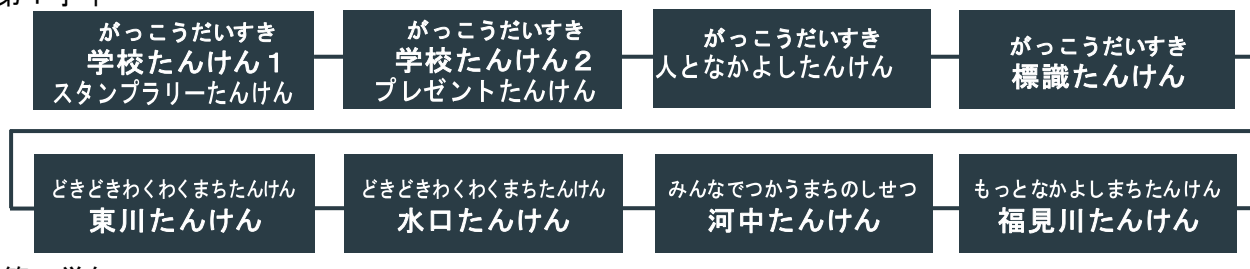 がっこうだいすき
学校たんけん１
スタンプラリーたんけん
がっこうだいすき
学校たんけん２
プレゼントたんけん
がっこうだいすき
人となかよしたんけん
がっこうだいすき
標識たんけん
どきどきわくわくまちたんけん
東川たんけん
どきどきわくわくまちたんけん
水口たんけん
みんなでつかうまちのしせつ
河中たんけん
もっとなかよしまちたんけん
福見川たんけん